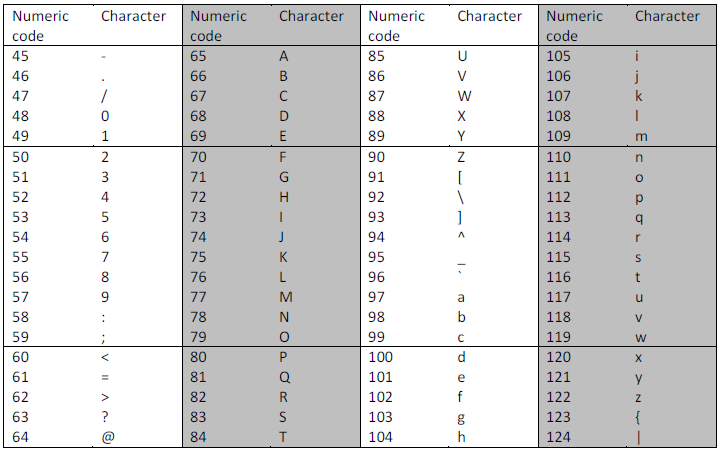 Numeric code Character Numeric code Character Numeric code Character Numeric code Character
45 - 65 A 85 U 105 i
46 . 66 B 86 V 106 j
47 / 67 C 87 W 107 k
48 0 68 D 88 X 108 l
49 1 69 E 89 Y 109 m
50 2 70 F 90 Z 110 n
51 3 71 G 91 [ 111 o
52 4 72 H 92 \ 112 p
53 5 73 I 93 ] 113 q
54 6 74 J 94 ^ 114 r
55 7 75 K 95 _ 115 s
56 8 76 L 96 ` 116 t
57 9 77 M 97 a 117 u
58 : 78 N 98 b 118 v
59 ; 79 O 99 c 119 w
60 < 80 P 100 d 120 x
61 = 81 Q 101 e 121 y
62 > 82 R 102 f 122 z
63 ? 83 S 103 g 123 {
64 @ 84 T 104 h 124 |